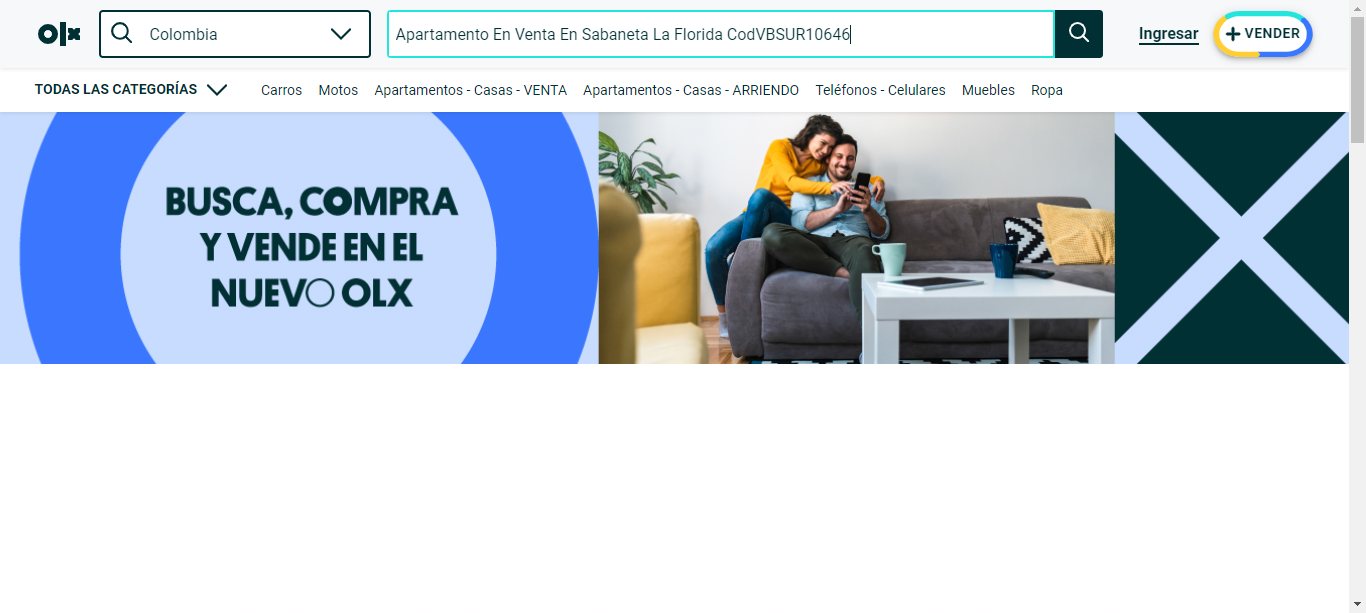 olx
Colombia
Apartamento En Venta En Sabaneta La Florida CodVBSUR10646
Ingresar
VENDER
TODAS LAS CATEGORÍAS
Carros
Motos
Apartamentos - Casas - VENTA
Apartamentos - Casas - ARRIENDO
Teléfonos - Celulares
Muebles
Ropa
BUSCA, COMPRA
Y VENDE EN EL
NUEVO OLX